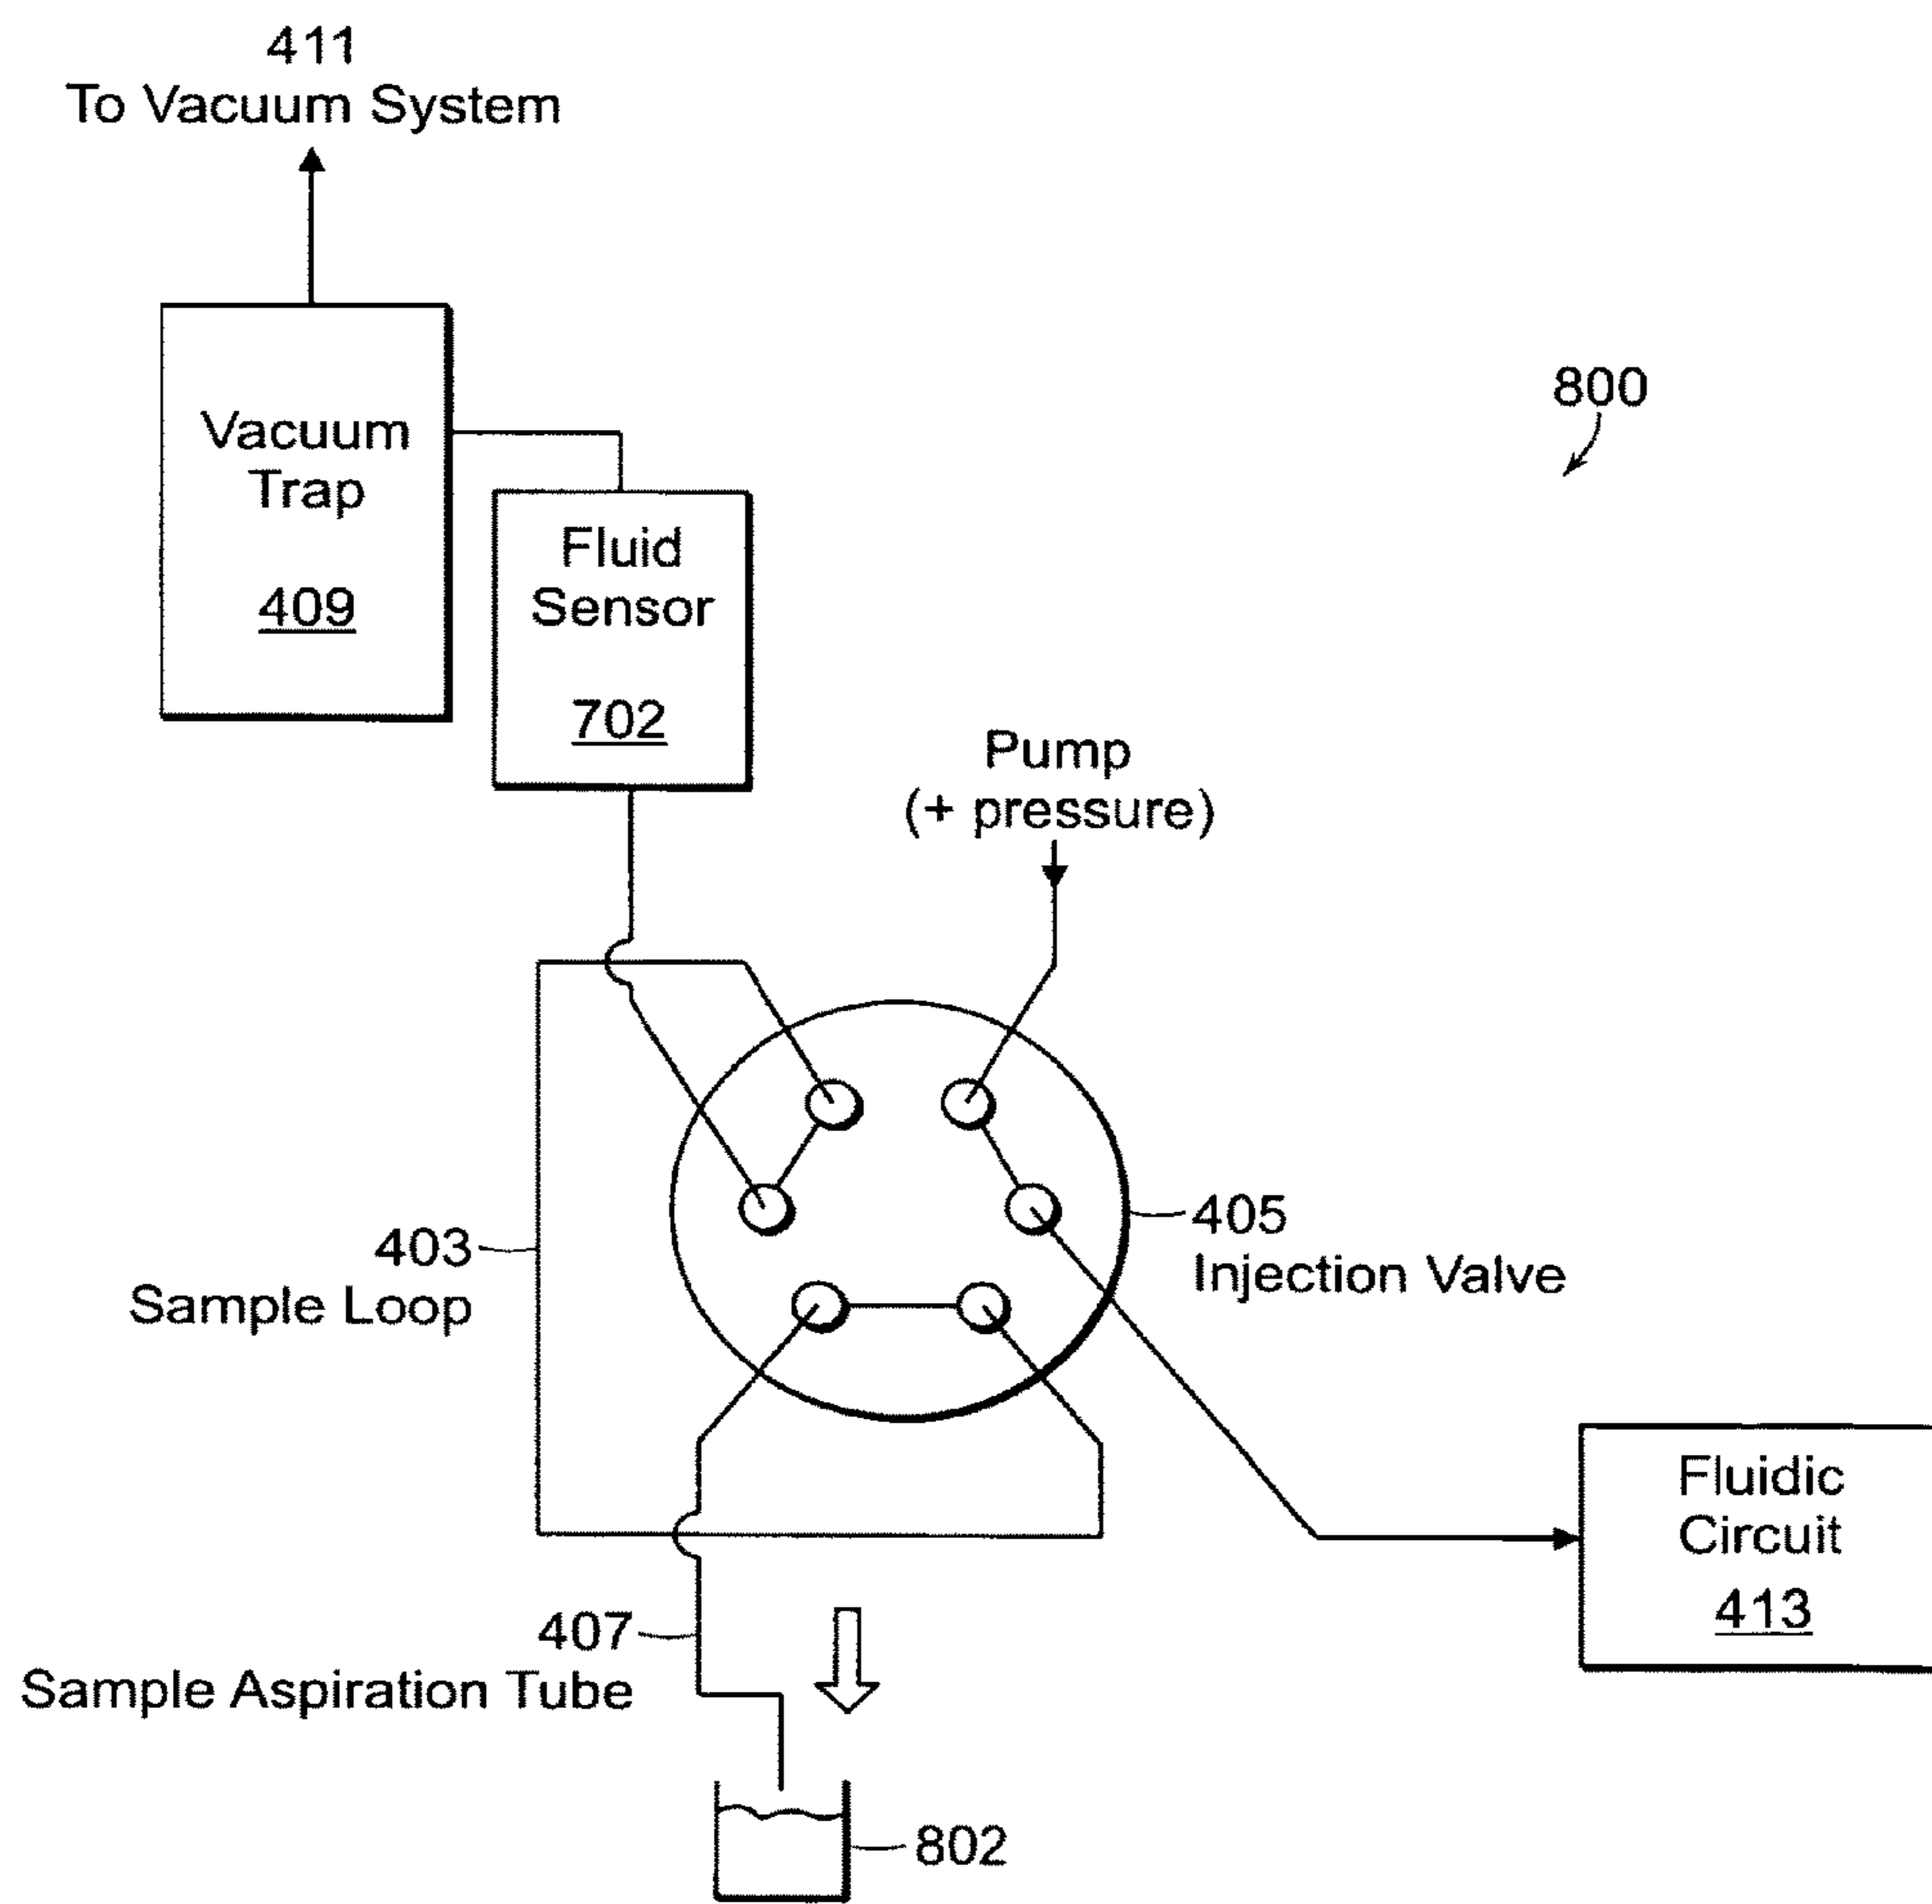 411
To Vacuum System
800
Vacuum
Trap
409
Fluid
Sensor
702
Pump
(+ pressure)
403
Sample Loop
405
Injection Valve
Fluidic
Circuit
413
407
Sample Aspiration Tube
802